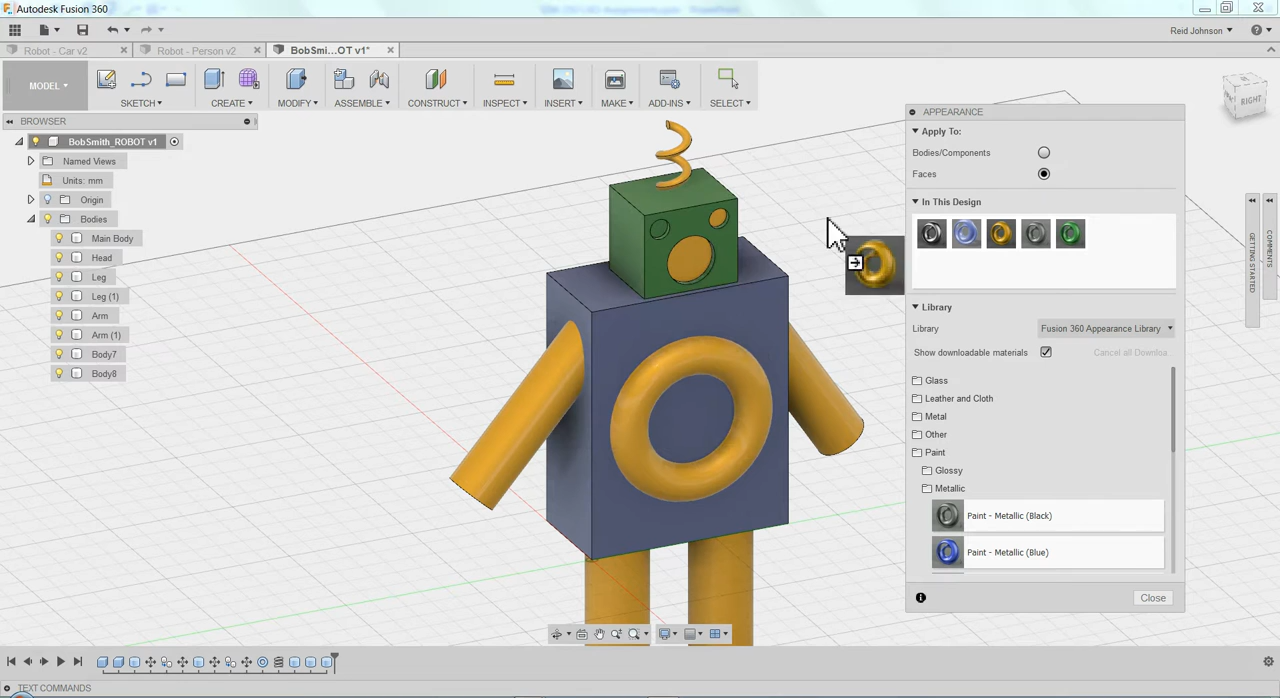 Autodesk Fusion 360
Reid Johnson
Robot - Car v2
Robot - Person v2
BobSmi...OT v1*
MODEL
SKETCH
CREATE
MODIFY
ASSEMBLE
CONSTRUCT
INSPECT
INSERT
MAKE
ADD-INS
SELECT
RIGHT
BROWSER
BobSmith_ROBOT v1
Named Views
Units: mm
Origin
Bodies
Main Body
Head
Leg
Leg (1)
Arm
Arm (1)
Body7
Body8
APPEARANCE
Apply To:
Bodies/Components
Faces
In This Design
Library
Library Fusion 360 Appearance Library
Show downloadable materials Cancel all Downloa...
Glass
Leather and Cloth
Metal
Other
Paint
Glossy
Metallic
Paint - Metallic (Black)
Paint - Metallic (Blue)
Close
GETTING STARTED
COMMENTS
TEXT COMMANDS